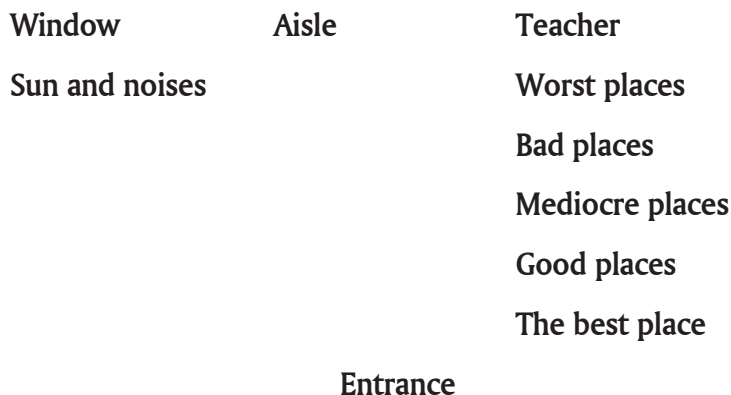 Window Aisle Teacher
Sun and noises Worst places
Bad places
Mediocre places
Good places
The best place
Entrance